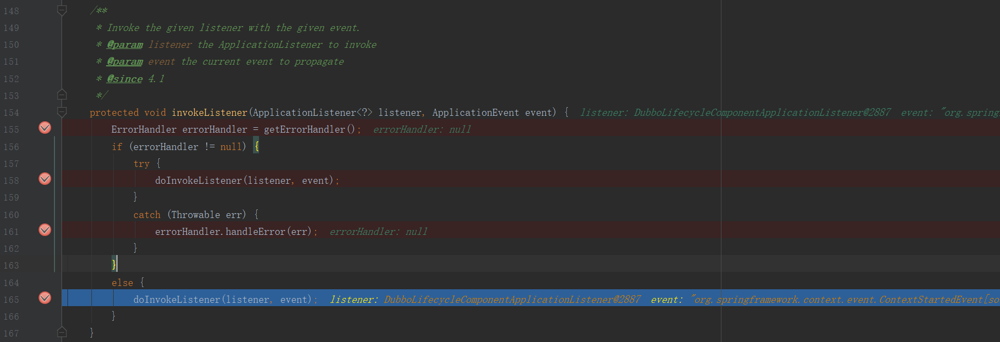 148 /**
149 * Invoke the given listener with the given event.
150 * @param listener the ApplicationListener to invoke
151 * @param event the current event to propagate
152 * @since 4.1
153 */
154 protected void invokeListener(ApplicationListener<?> listener, ApplicationEvent event) { listener: DubboLifecycleComponentApplicationListener@2887 event: "org.spring
155 ErrorHandler errorHandler = getErrorHandler(); errorHandler: null
156 if (errorHandler != null) {
157 try {
158 doInvokeListener(listener, event);
159 }
160 catch (Throwable err) {
161 errorHandler.handleError(err); errorHandler: null
162 }
163 }
164 else {
165 doInvokeListener(listener, event); listener: DubboLifecycleComponentApplicationListener@2887 event: "org.springframework.context.event.ContextStartedEvent[so
166 }
167 }